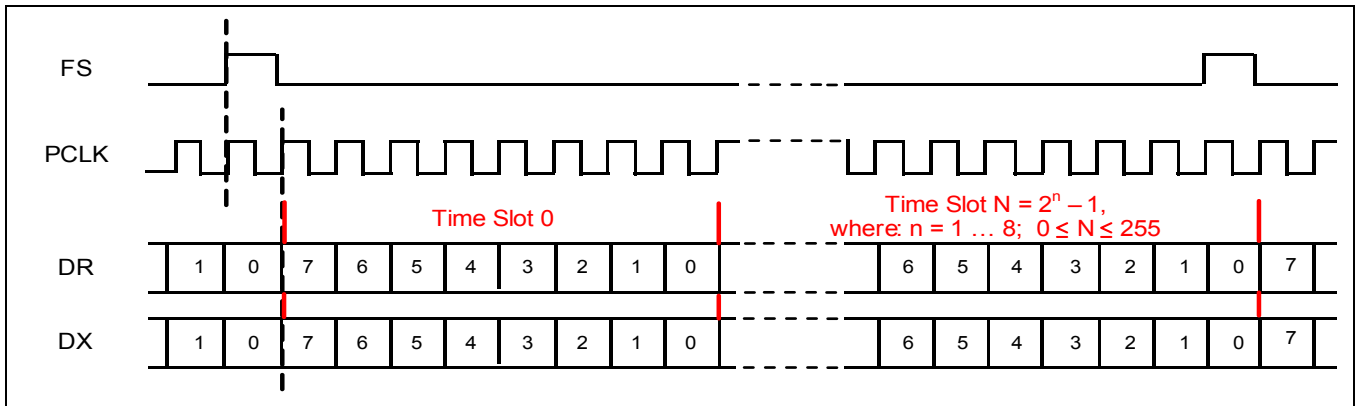 FS
PCLK
Time Slot 0
Time Slot N = 2ⁿ – 1,
where: n = 1 … 8; 0 ≤ N ≤ 255
DR 1 0 7 6 5 4 3 2 1 0 6 5 4 3 2 1 0 7
DX 1 0 7 6 5 4 3 2 1 0 6 5 4 3 2 1 0 7